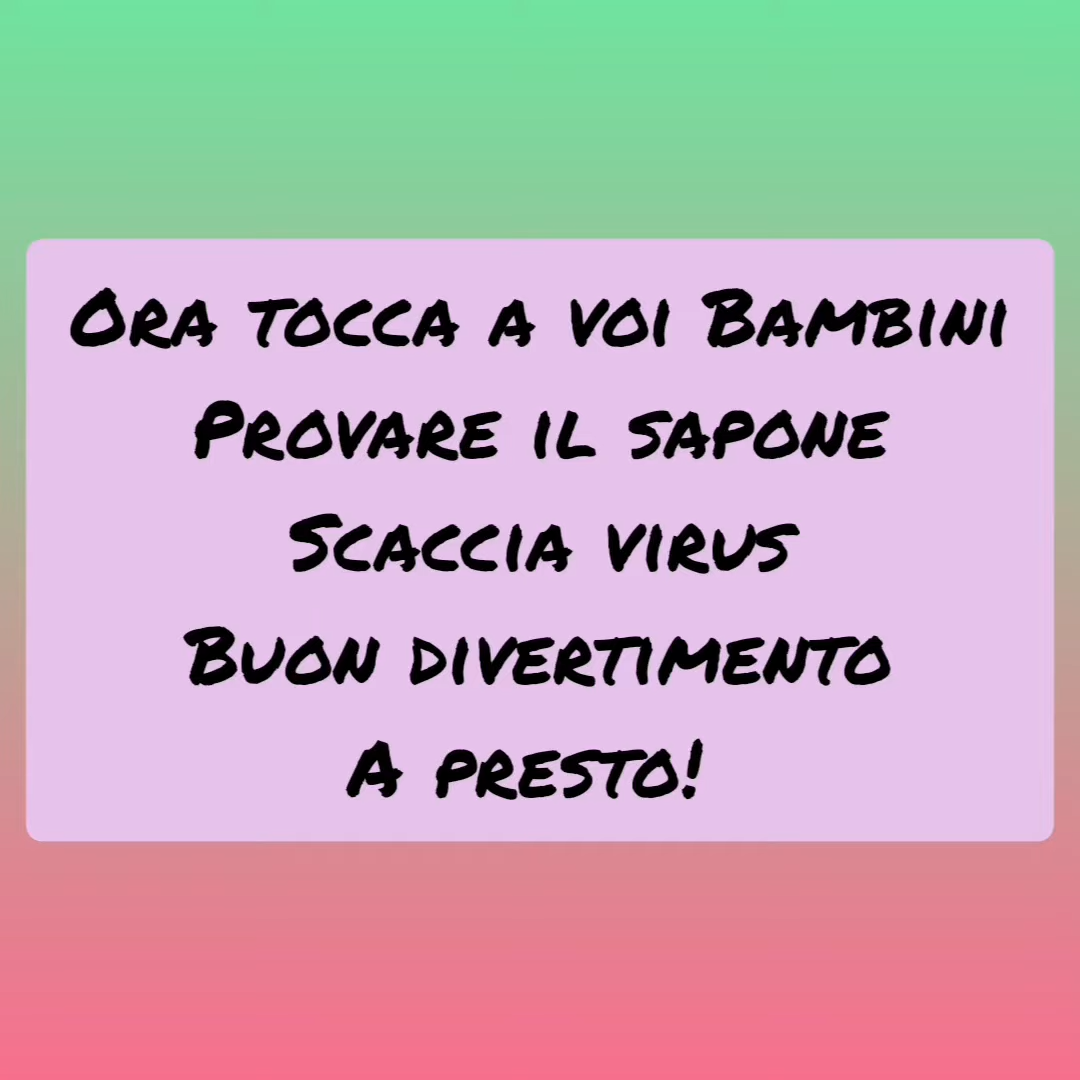 Ora tocca a voi Bambini
Provare il sapone
Scaccia virus
Buon divertimento
A presto!